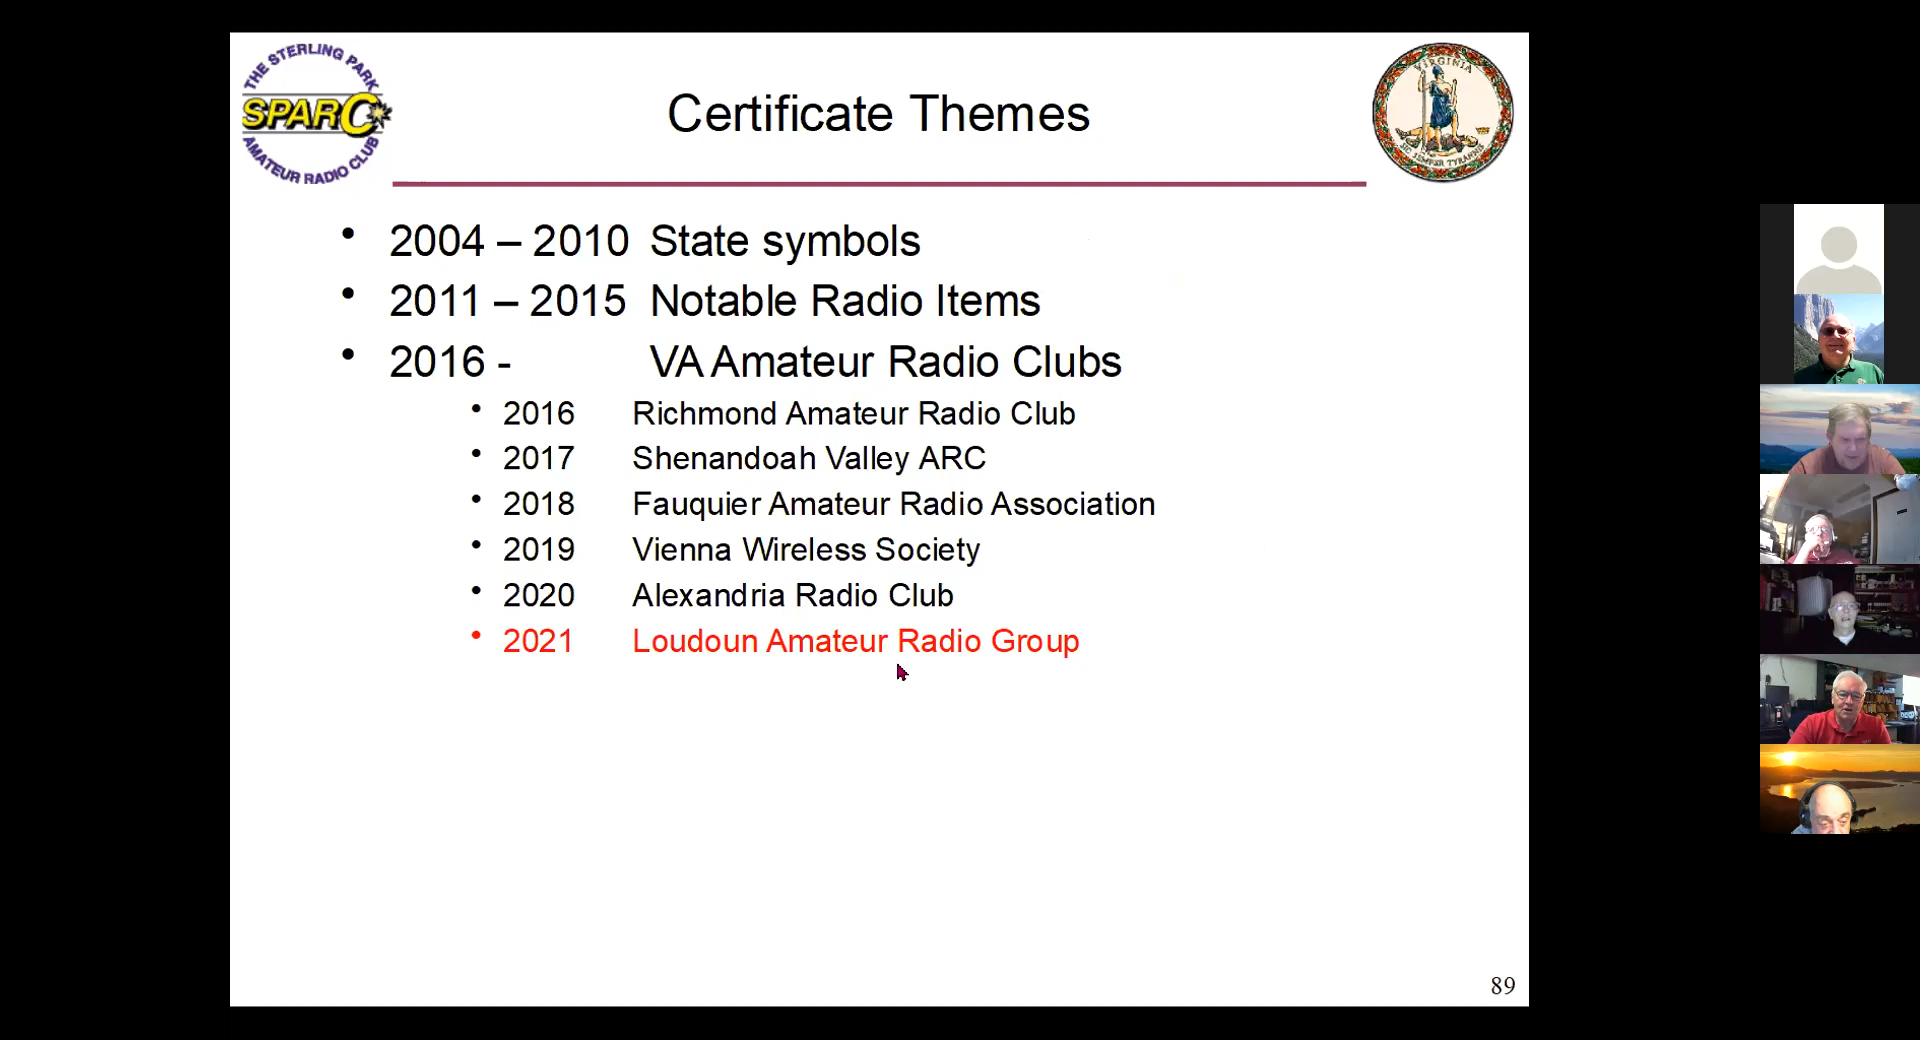 THE STERLING PARK
SPARC
AMATEUR RADIO CLUB
Certificate Themes
VIRGINIA
SIC SEMPER TYRANNIS
• 2004 – 2010 State symbols
• 2011 – 2015 Notable Radio Items
• 2016 - VA Amateur Radio Clubs
• 2016 Richmond Amateur Radio Club
• 2017 Shenandoah Valley ARC
• 2018 Fauquier Amateur Radio Association
• 2019 Vienna Wireless Society
• 2020 Alexandria Radio Club
• 2021 Loudoun Amateur Radio Group
89